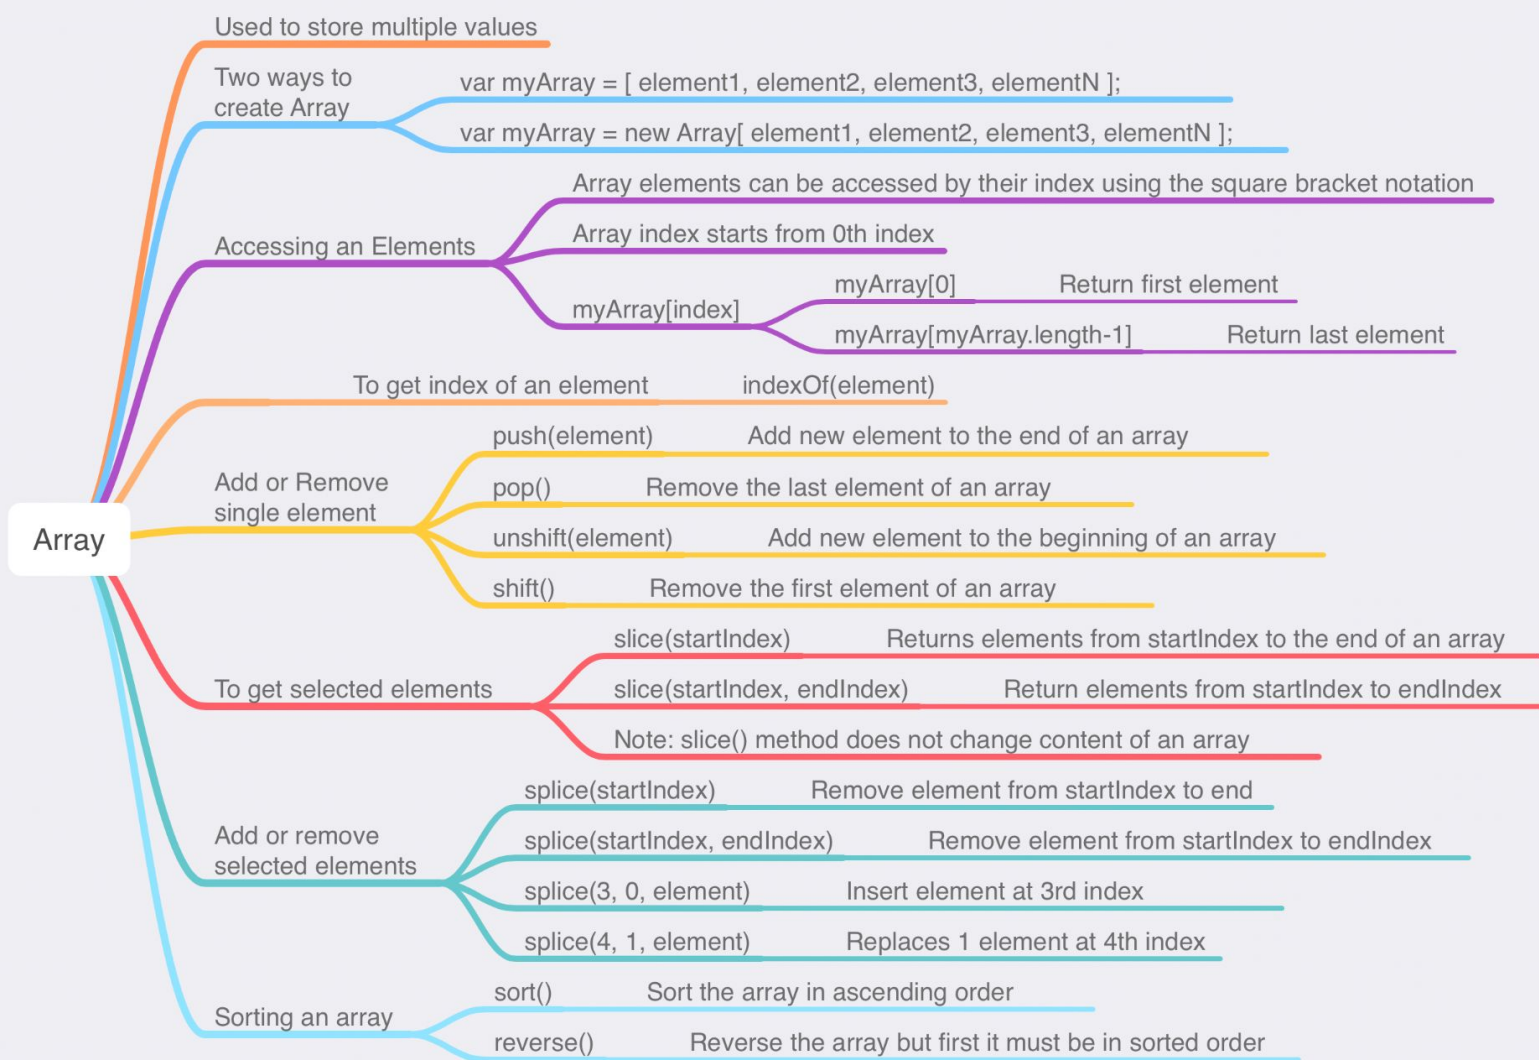 Used to store multiple values
Two ways to
create Array
var myArray = [ element1, element2, element3, elementN ];
var myArray = new Array[ element1, element2, element3, elementN ];
Accessing an Elements
Array elements can be accessed by their index using the square bracket notation
Array index starts from 0th index
myArray[index]
myArray[0]
Return first element
myArray[myArray.length-1]
Return last element
To get index of an element
indexOf(element)
Array
Add or Remove
single element
push(element)
Add new element to the end of an array
pop()
Remove the last element of an array
unshift(element)
Add new element to the beginning of an array
shift()
Remove the first element of an array
To get selected elements
slice(startIndex)
Returns elements from startIndex to the end of an array
slice(startIndex, endIndex)
Return elements from startIndex to endIndex
Note: slice() method does not change content of an array
Add or remove
selected elements
splice(startIndex)
Remove element from startIndex to end
splice(startIndex, endIndex)
Remove element from startIndex to endIndex
splice(3, 0, element)
Insert element at 3rd index
splice(4, 1, element)
Replaces 1 element at 4th index
Sorting an array
sort()
Sort the array in ascending order
reverse()
Reverse the array but first it must be in sorted order